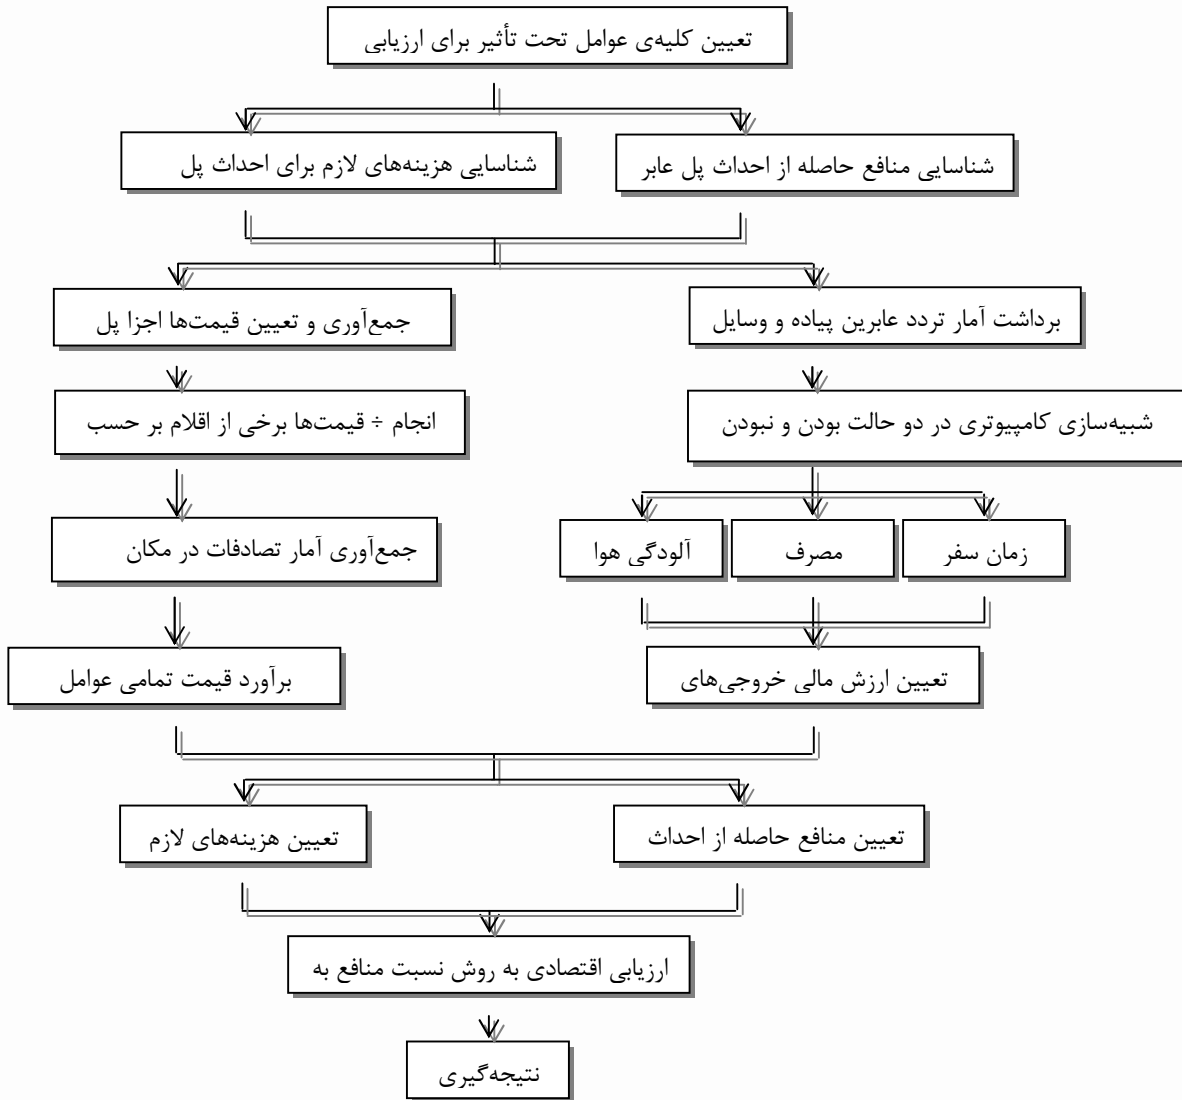 تعیین کلیه‌ی عوامل تحت تأثیر برای ارزیابی
شناسایی منافع حاصله از احداث پل عابر
شناسایی هزینه‌های لازم برای احداث پل
برداشت آمار تردد عابرین پیاده و وسایل
جمع‌آوری و تعیین قیمت‌ها اجزا پل
شبیه‌سازی کامپیوتری در دو حالت بودن و نبودن
انجام ÷ قیمت‌ها برخی از اقلام بر حسب
زمان سفر
مصرف
آلودگی هوا
جمع‌آوری آمار تصادفات در مکان
تعیین ارزش مالی خروجی‌های
برآورد قیمت تمامی عوامل
تعیین منافع حاصله از احداث
تعیین هزینه‌های لازم
ارزیابی اقتصادی به روش نسبت منافع به
نتیجه‌گیری